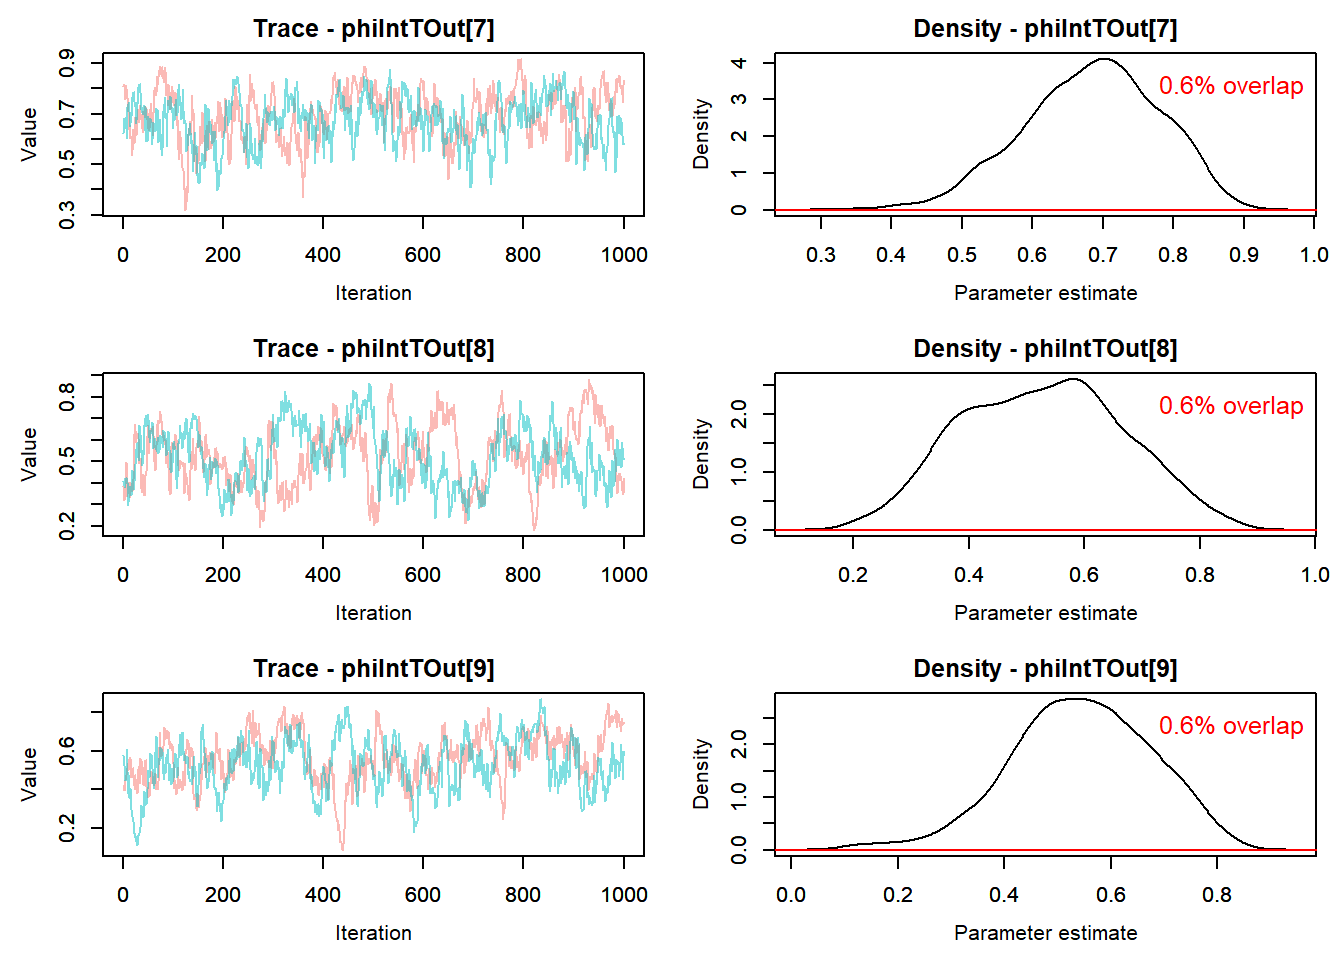 Trace - phiIntTOut[7]
Value
0.3 0.5 0.7 0.9
0 200 400 600 800 1000
Iteration
Density - phiIntTOut[7]
0.6% overlap
Density
0 1 2 3 4
0.3 0.4 0.5 0.6 0.7 0.8 0.9 1.0
Parameter estimate
Trace - phiIntTOut[8]
Value
0.2 0.5 0.8
0 200 400 600 800 1000
Iteration
Density - phiIntTOut[8]
0.6% overlap
Density
0.0 1.0 2.0
0.2 0.4 0.6 0.8 1.0
Parameter estimate
Trace - phiIntTOut[9]
Value
0.2 0.6
0 200 400 600 800 1000
Iteration
Density - phiIntTOut[9]
0.6% overlap
Density
0.0 1.0 2.0
0.0 0.2 0.4 0.6 0.8
Parameter estimate